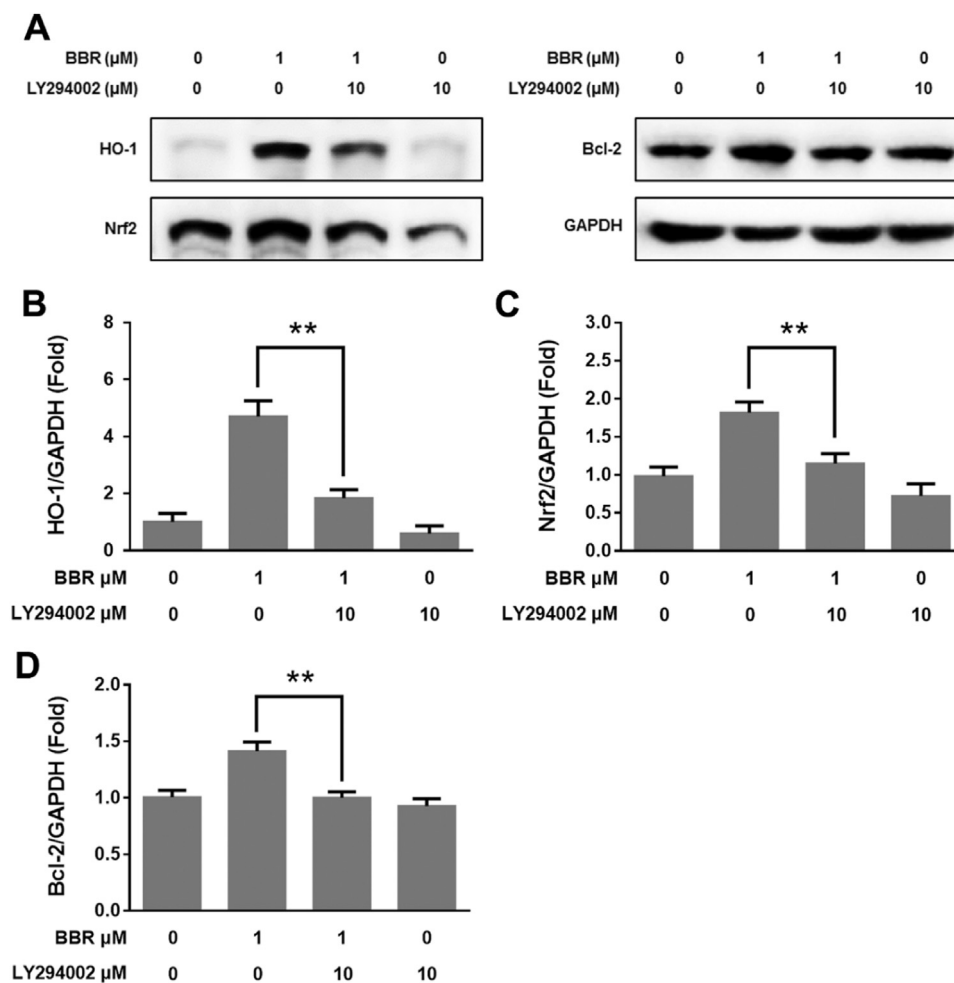 A
BBR (µM) 0 1 1 0
LY294002 (µM) 0 0 10 10
HO-1
Nrf2
BBR (µM) 0 1 1 0
LY294002 (µM) 0 0 10 10
Bcl-2
GAPDH
B
HO-1/GAPDH (Fold)
8
6
4
2
0
**
BBR µM 0 1 1 0
LY294002 µM 0 0 10 10
C
Nrf2/GAPDH (Fold)
3.0
2.5
2.0
1.5
1.0
0.5
0.0
**
BBR µM 0 1 1 0
LY294002 µM 0 0 10 10
D
Bcl-2/GAPDH (Fold)
2.0
1.5
1.0
0.5
0.0
**
BBR µM 0 1 1 0
LY294002 µM 0 0 10 10